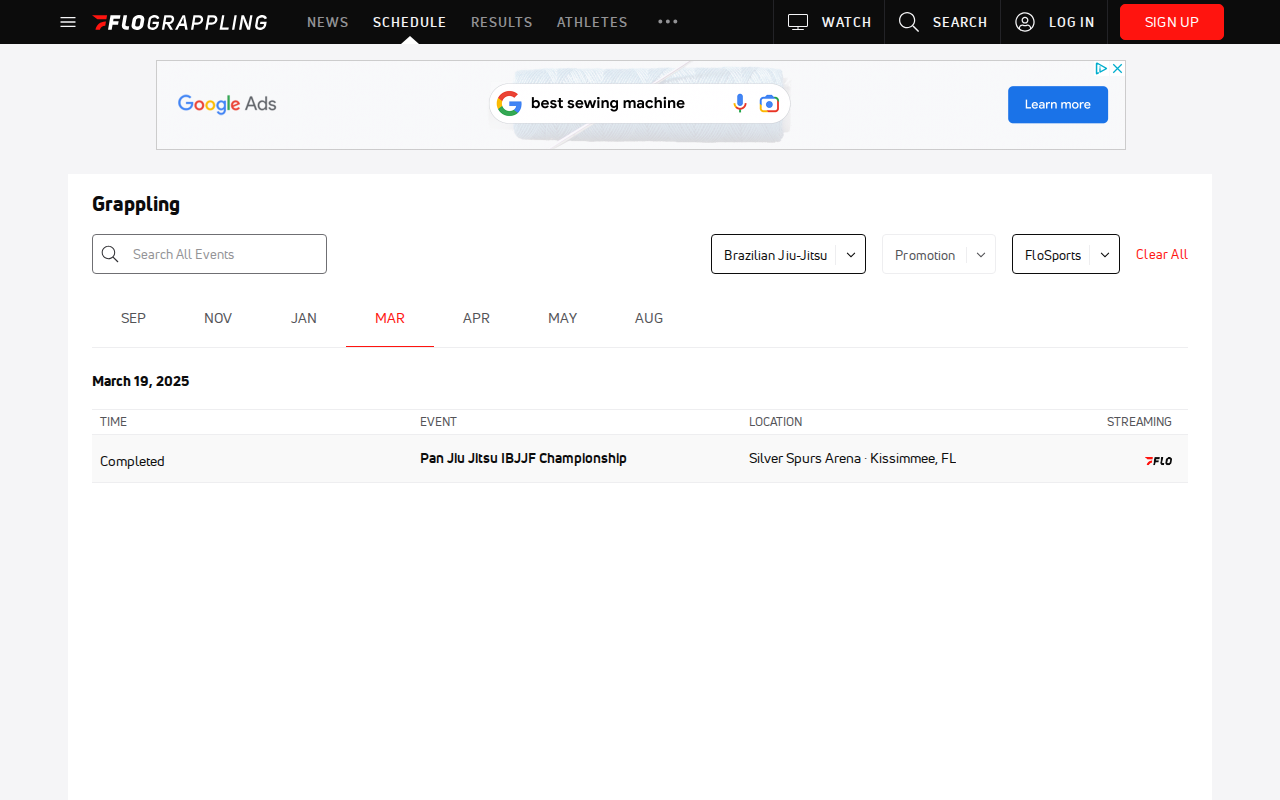 FLOGRAPPLING NEWS SCHEDULE RESULTS ATHLETES WATCH SEARCH LOG IN SIGN UP
Google Ads best sewing machine Learn more
Grappling
Search All Events Brazilian Jiu-Jitsu Promotion FloSports Clear All
SEP NOV JAN MAR APR MAY AUG
March 19, 2025
TIME EVENT LOCATION STREAMING
Completed Pan Jiu Jitsu IBJJF Championship Silver Spurs Arena · Kissimmee, FL FLO